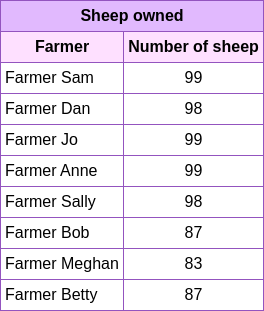 Sheep owned
Farmer Number of sheep
Farmer Sam 99
Farmer Dan 98
Farmer Jo 99
Farmer Anne 99
Farmer Sally 98
Farmer Bob 87
Farmer Meghan 83
Farmer Betty 87